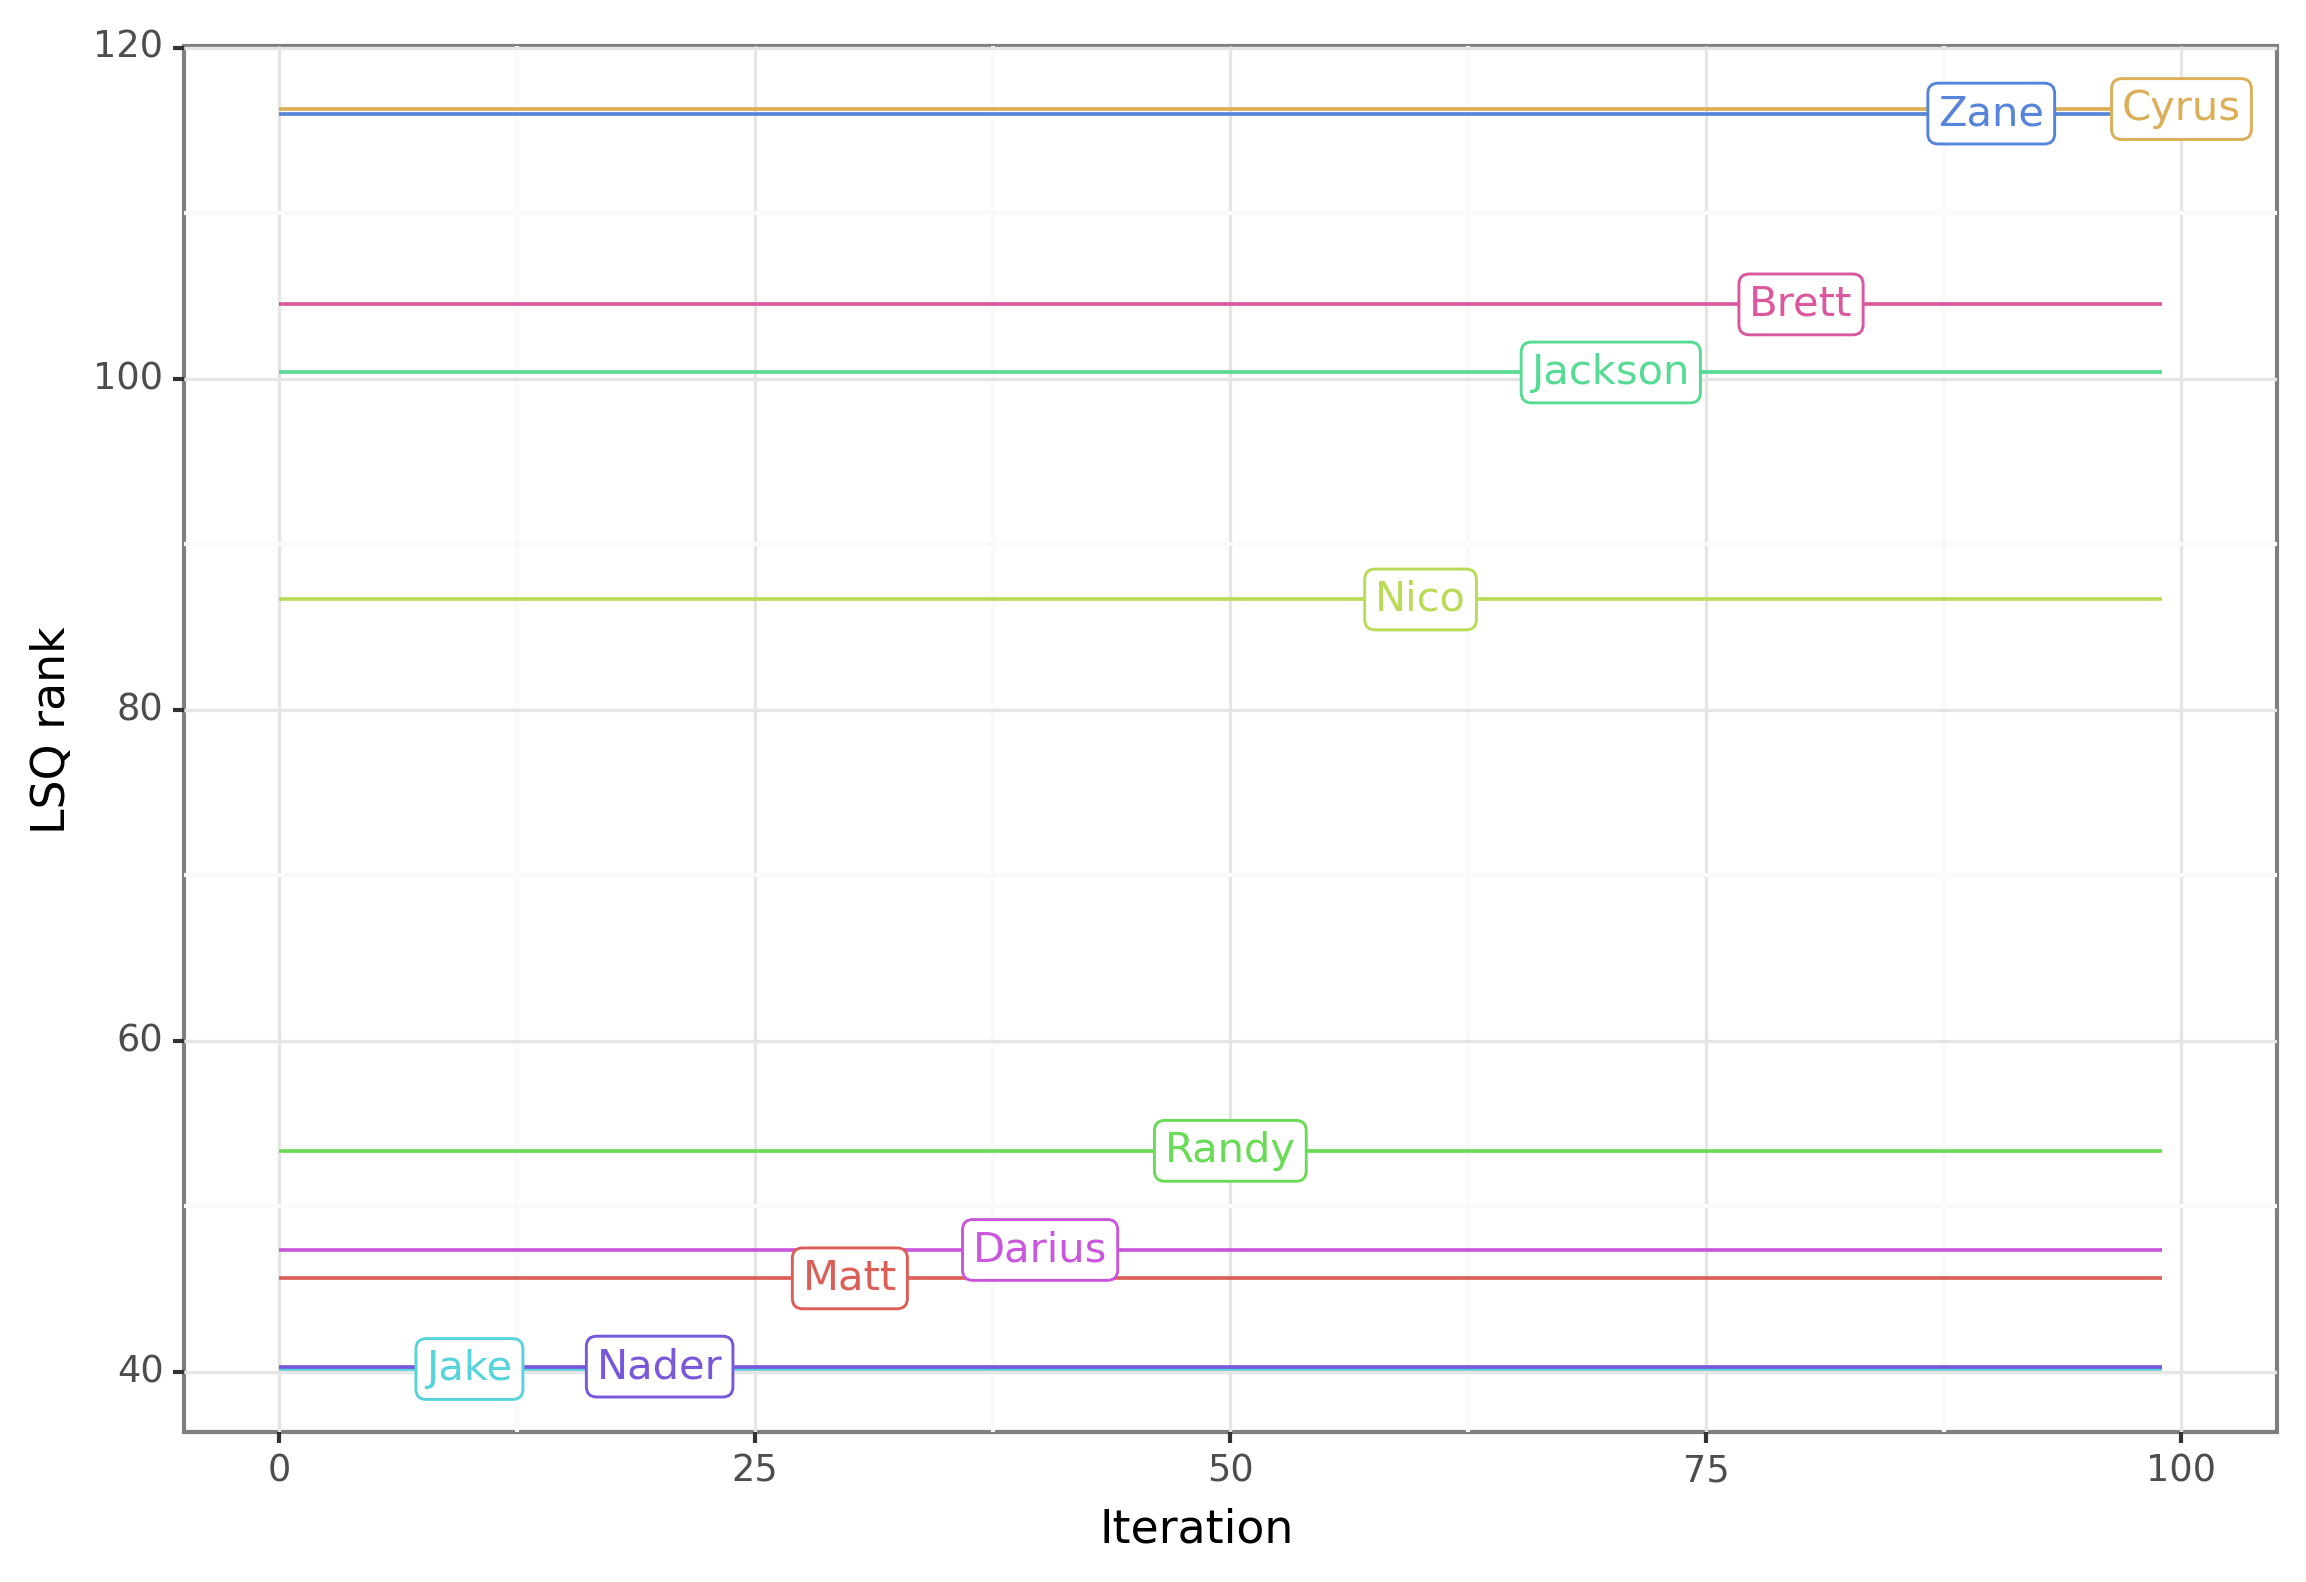 120
Cyrus
Zane
Brett
100
Jackson
Nico
80
60
Randy
Darius
Matt
40
Jake
Nader
0 25 50 75 100
Iteration
LSQ rank